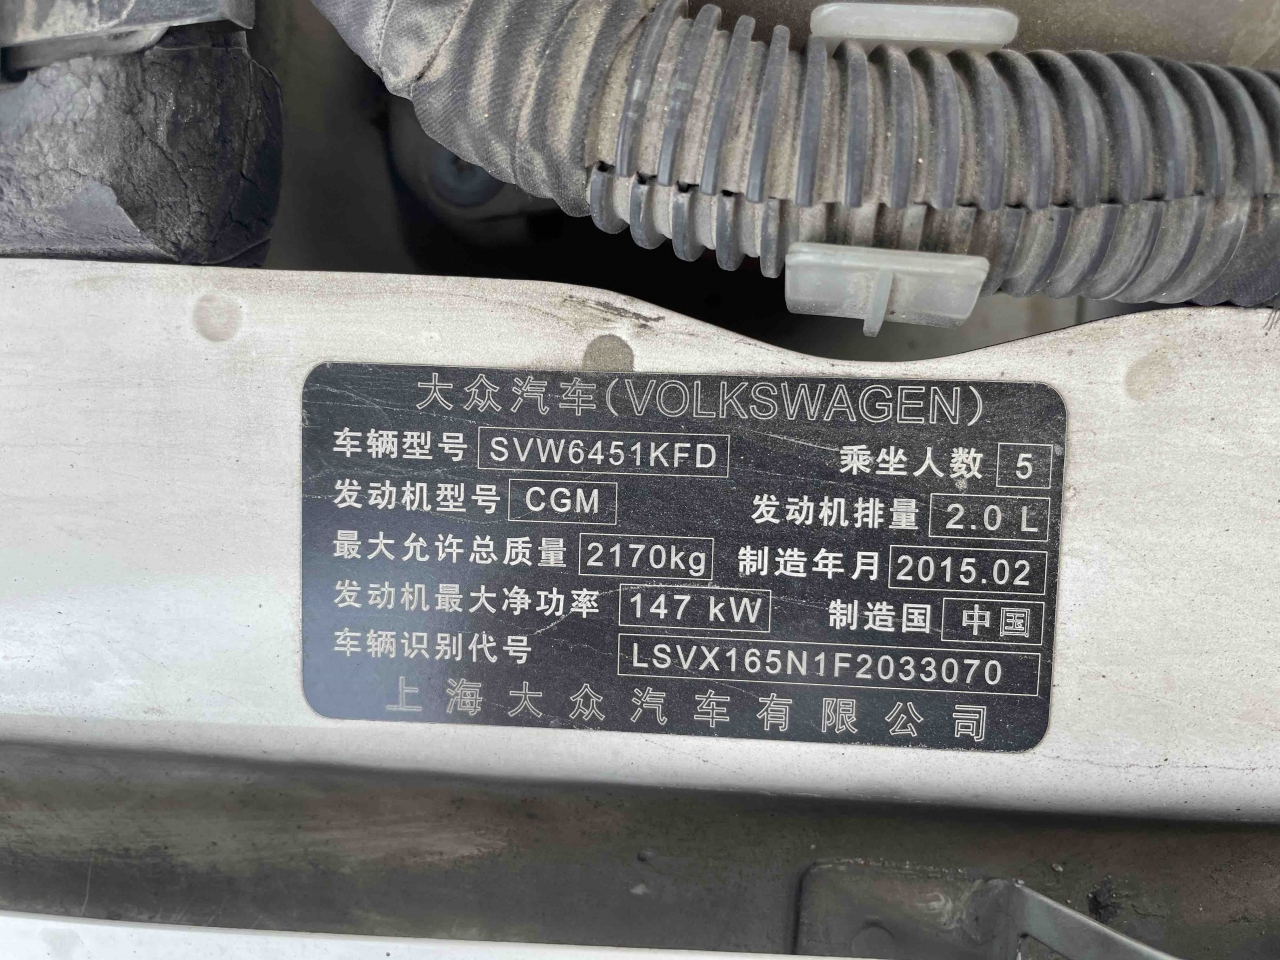 大众汽车(VOLKSWAGEN)
车辆型号 SVW6451KFD 乘坐人数 5
发动机型号 CGM 发动机排量 2.0 L
最大允许总质量 2170kg 制造年月 2015.02
发动机最大净功率 147 kW 制造国 中国
车辆识别代号 LSVX165N1F2033070
上海大众汽车有限公司